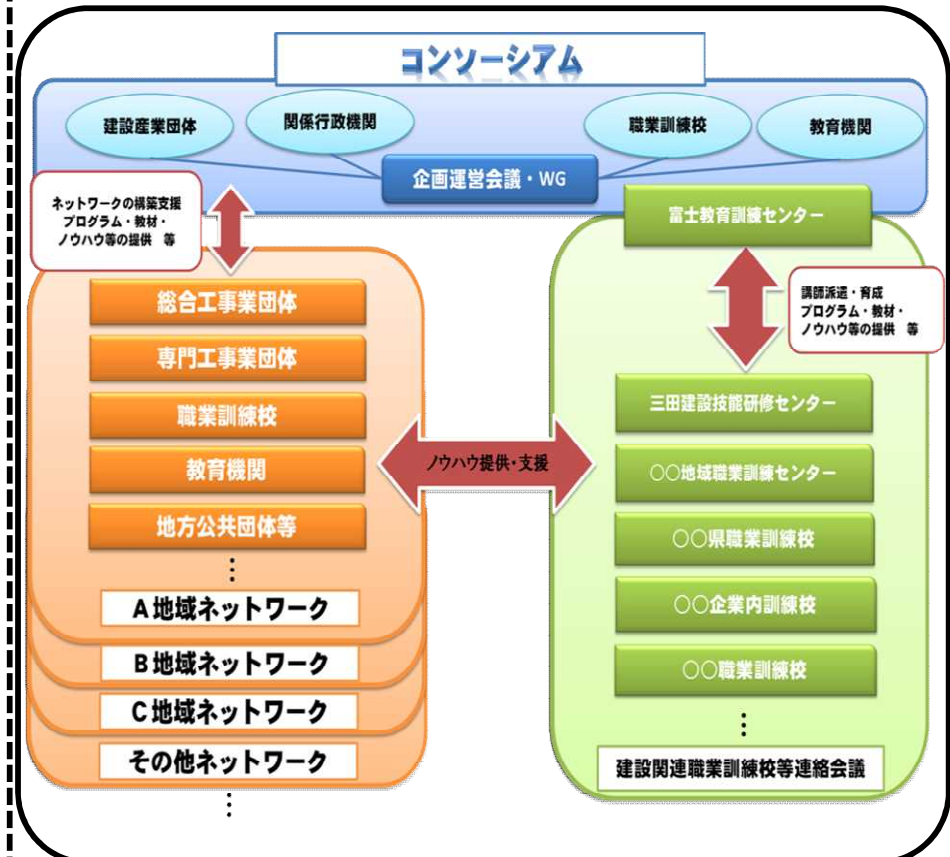 コンソーシアム
建設産業団体
関係行政機関
職業訓練校
教育機関
企画運営会議・WG
ネットワークの構築支援
プログラム・教材・
ノウハウ等の提供 等
総合工事業団体
専門工事業団体
職業訓練校
教育機関
地方公共団体等
⋮
A地域ネットワーク
B地域ネットワーク
C地域ネットワーク
その他ネットワーク
⋮
ノウハウ提供・支援
富士教育訓練センター
講師派遣・育成
プログラム・教材・
ノウハウ等の提供 等
三田建設技能研修センター
〇〇地域職業訓練センター
〇〇県職業訓練校
〇〇企業内訓練校
〇〇職業訓練校
⋮
建設関連職業訓練校等連絡会議